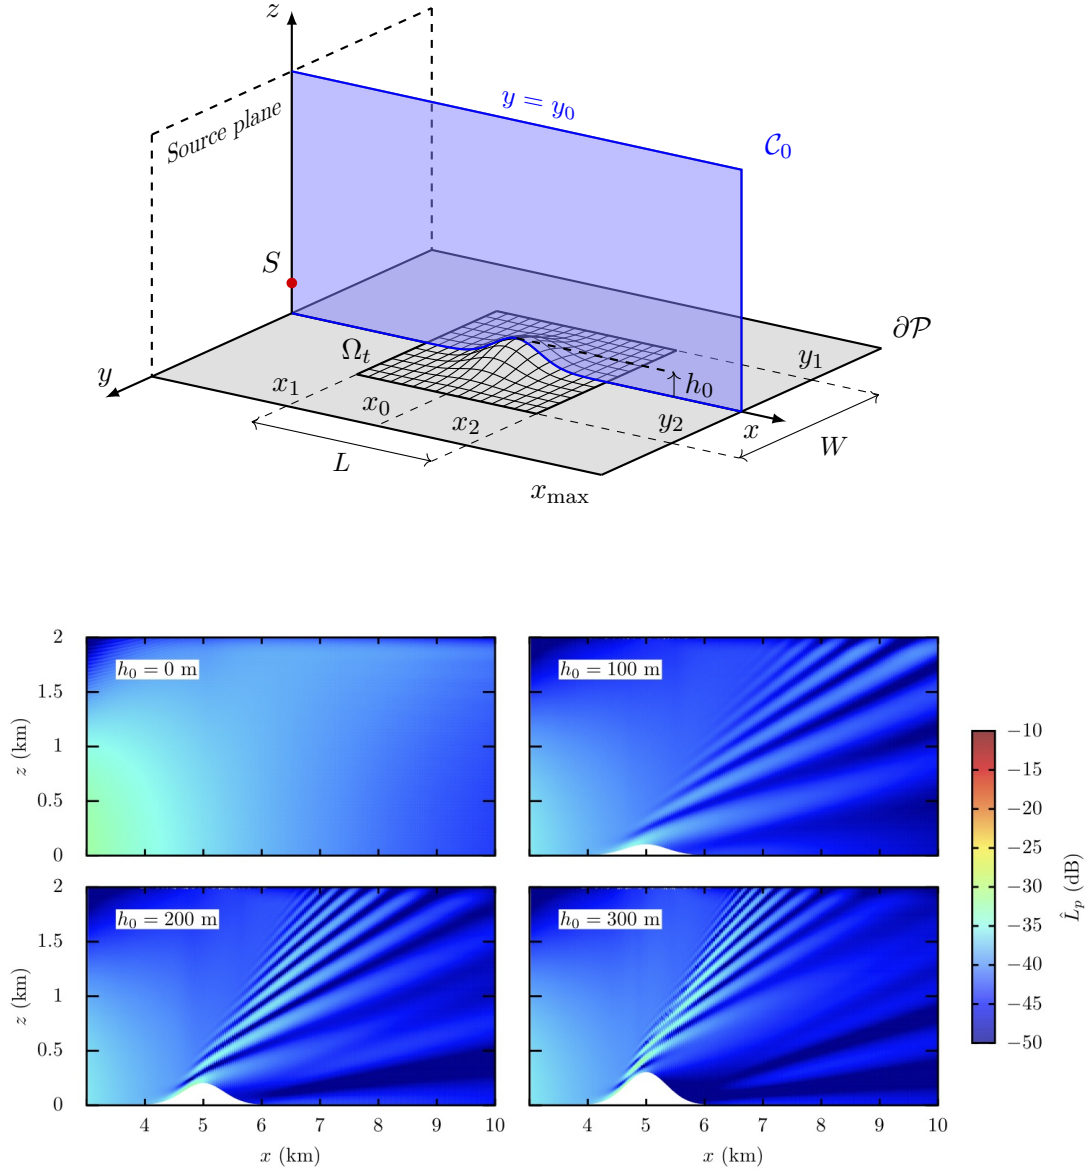 z
y = y₀
𝒞₀
Source plane
S
∂𝒫
Ωₜ
y₁
y
x₁
h₀
x₀
x₂
y₂
x
W
L
xₘₐₓ
2
h₀ = 0 m
h₀ = 100 m
1.5
−10
1
−15
z (km)
−20
0.5
−25
0
−30
L̂ₚ (dB)
2
h₀ = 200 m
h₀ = 300 m
−35
1.5
−40
1
−45
z (km)
−50
0.5
0
4 5 6 7 8 9 10 4 5 6 7 8 9 10
x (km) x (km)